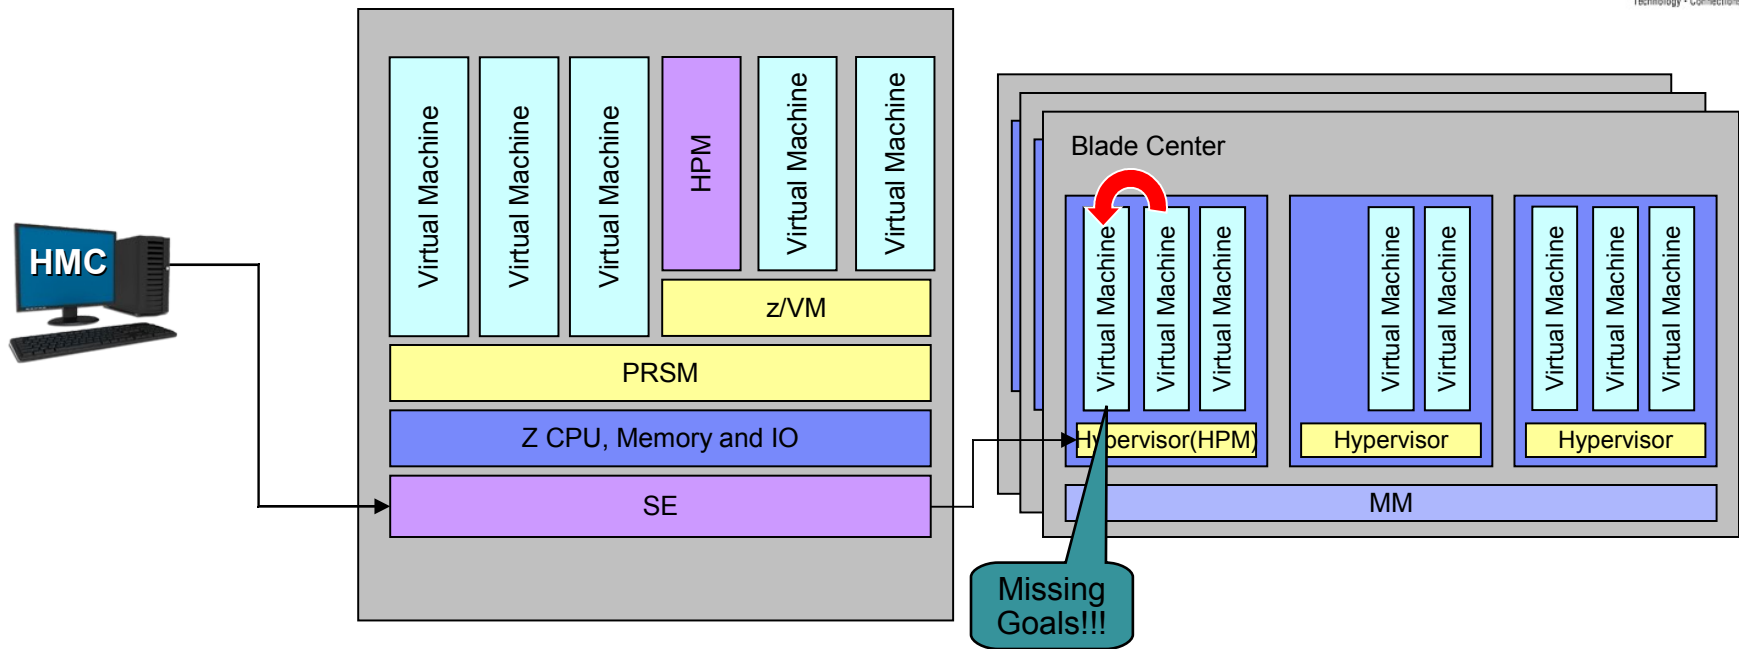 Technology • Connections
HMC
Virtual Machine
Virtual Machine
Virtual Machine
HPM
Virtual Machine
Virtual Machine
z/VM
PRSM
Z CPU, Memory and IO
SE
Blade Center
Virtual Machine
Virtual Machine
Virtual Machine
Hypervisor(HPM)
Virtual Machine
Virtual Machine
Hypervisor
Virtual Machine
Virtual Machine
Virtual Machine
Hypervisor
MM
Missing
Goals!!!